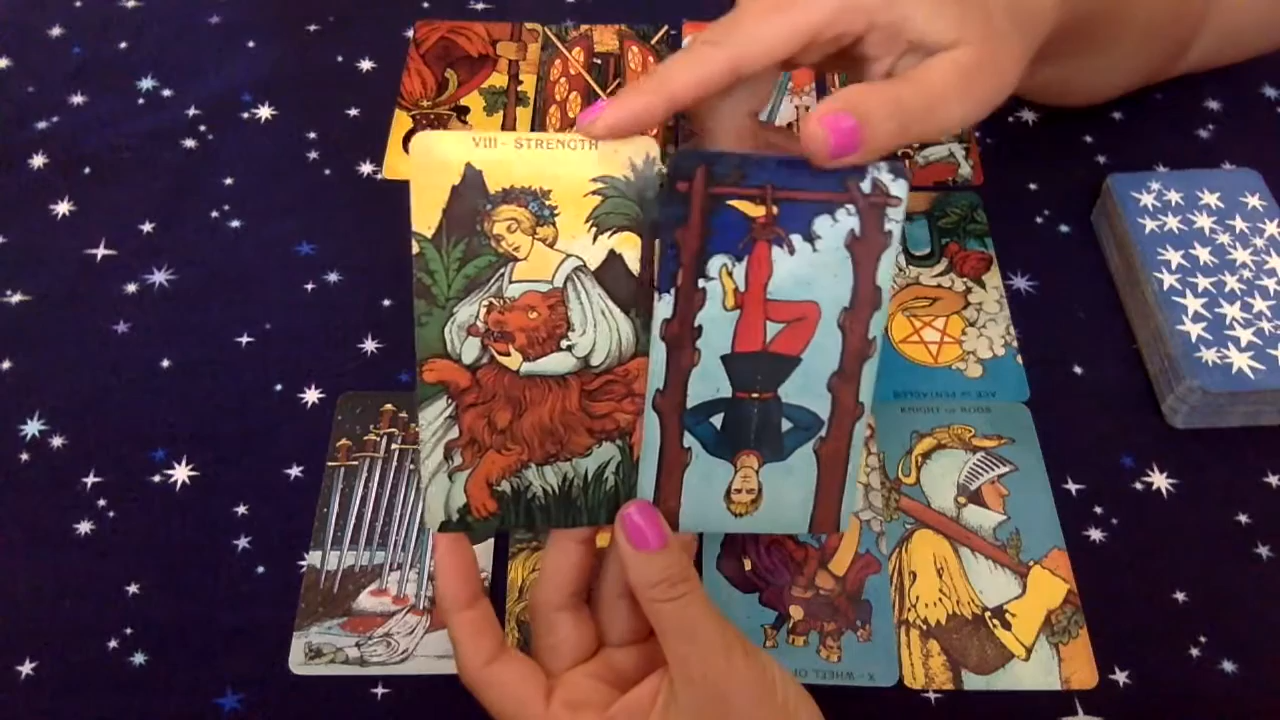 VIII - STRENGTH
ACE OF PENTACLES
KNIGHT OF RODS
X - WHEEL OF